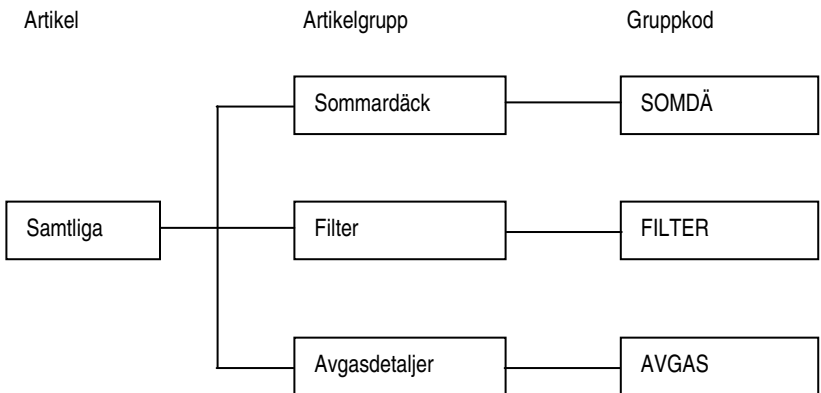 Artikel Artikelgrupp Gruppkod
Sommardäck SOMDÄ
Samtliga Filter FILTER
Avgasdetaljer AVGAS